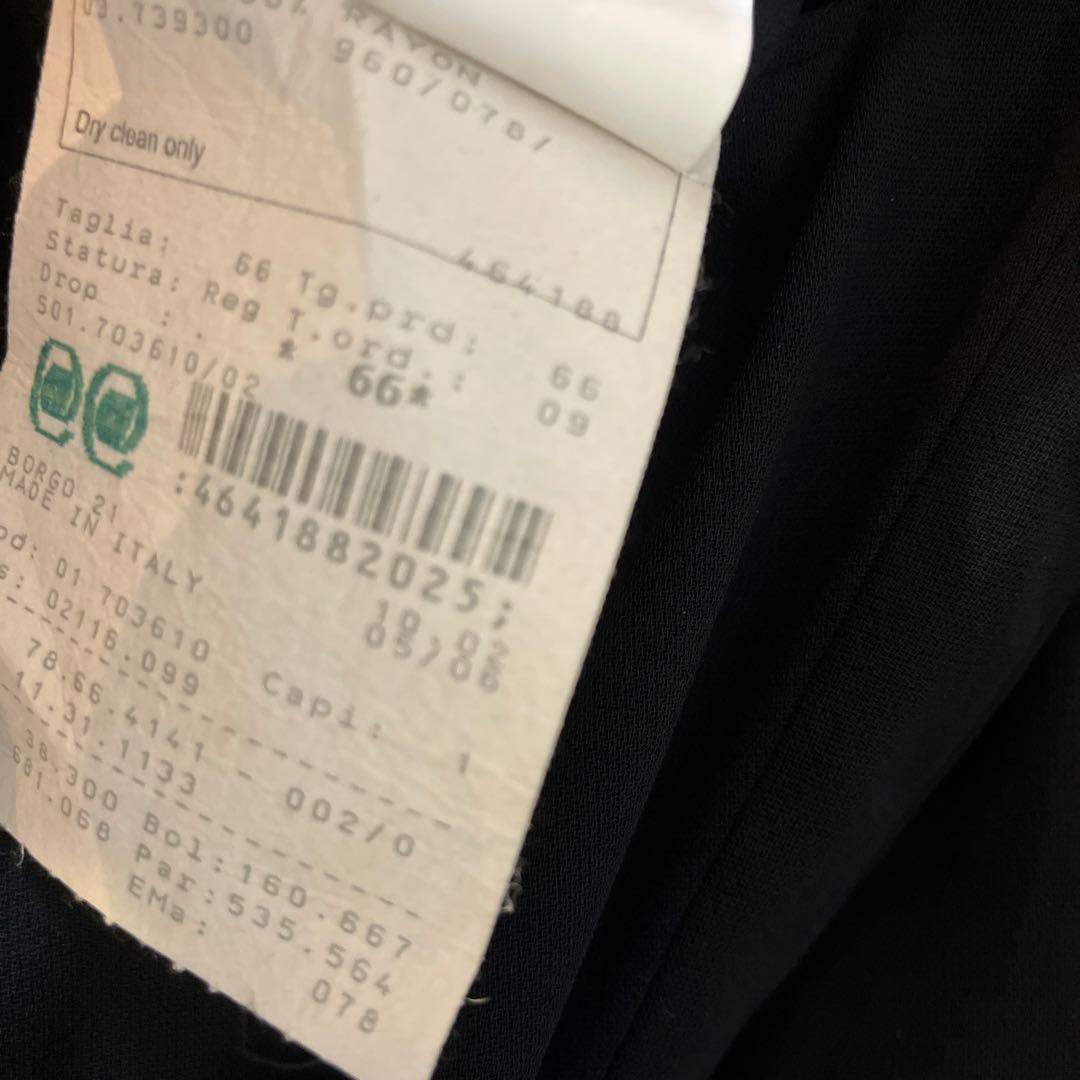 % RAYON
03.739300 960/078/
Dry clean only
464188
Taglia: 66 Tg.prd: 66
Statura: Reg T.ord.: 09
Drop : . * 66*
S01.703610/02
:4641882025;
BORGO 21 10 02
MADE IN ITALY 05/06
od: 01 703610
s: 02116.099 Capi: 1
78.66.4141 - 002/0
11.31.1133
38.300 Bol:160.667
681.068 Par:535.564
EMa: 078